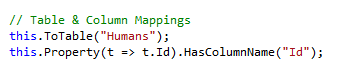 // Table & Column Mappings
this.ToTable("Humans");
this.Property(t => t.Id).HasColumnName("Id");